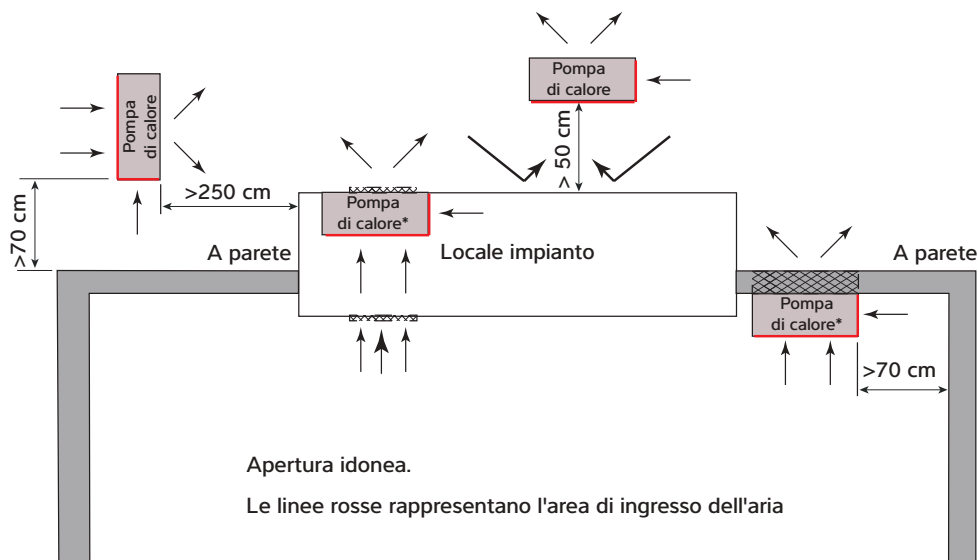 Pompa
di calore
Pompa
di calore
> 50 cm
>250 cm
>70 cm
Pompa
di calore*
A parete
Locale impianto
A parete
Pompa
di calore*
>70 cm
Apertura idonea.
Le linee rosse rappresentano l'area di ingresso dell'aria